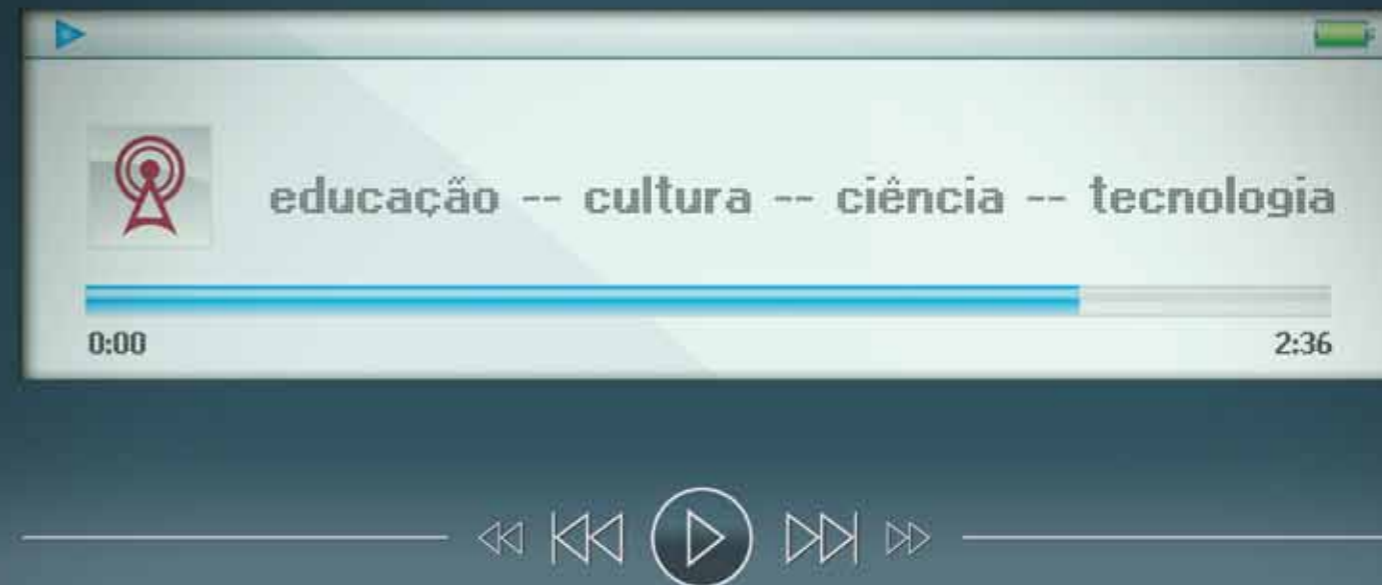 educação -- cultura -- ciência -- tecnologia
0:00 2:36